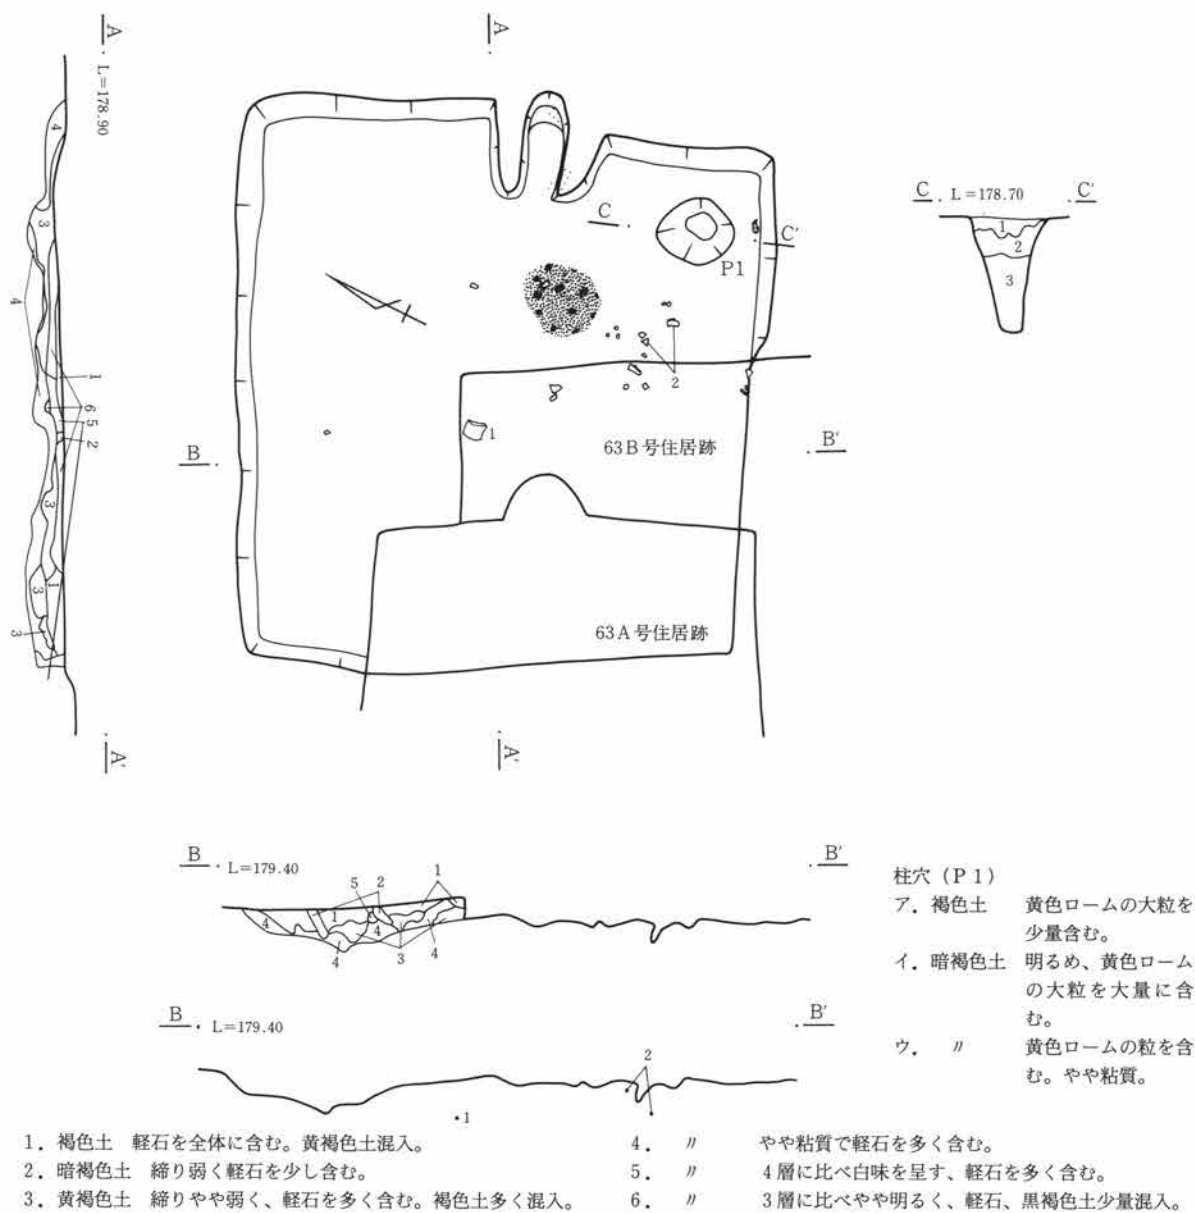 A
L=178.90
4
3
4
1
6
5
2
3
1
3
3
A'
A
C
C'
P1
2
1
B
B'
63B号住居跡
63A号住居跡
A'
C L=178.70 C'
1
2
3
B L=179.40 B'
5 2 1
4 1 4
4 3 4
B L=179.40 B'
2
1
柱穴(P1)
ア. 褐色土 黄色ロームの大粒を
少量含む。
イ. 暗褐色土 明るめ、黄色ローム
の大粒を大量に含
む。
ウ. 〃 黄色ロームの粒を含
む。やや粘質。
1. 褐色土 軽石を全体に含む。黄褐色土混入。
2. 暗褐色土 締り弱く軽石を少し含む。
3. 黄褐色土 締りやや弱く、軽石を多く含む。褐色土多く混入。
4. 〃 やや粘質で軽石を多く含む。
5. 〃 4層に比べ白味を呈す、軽石を多く含む。
6. 〃 3層に比べやや明るく、軽石、黒褐色土少量混入。